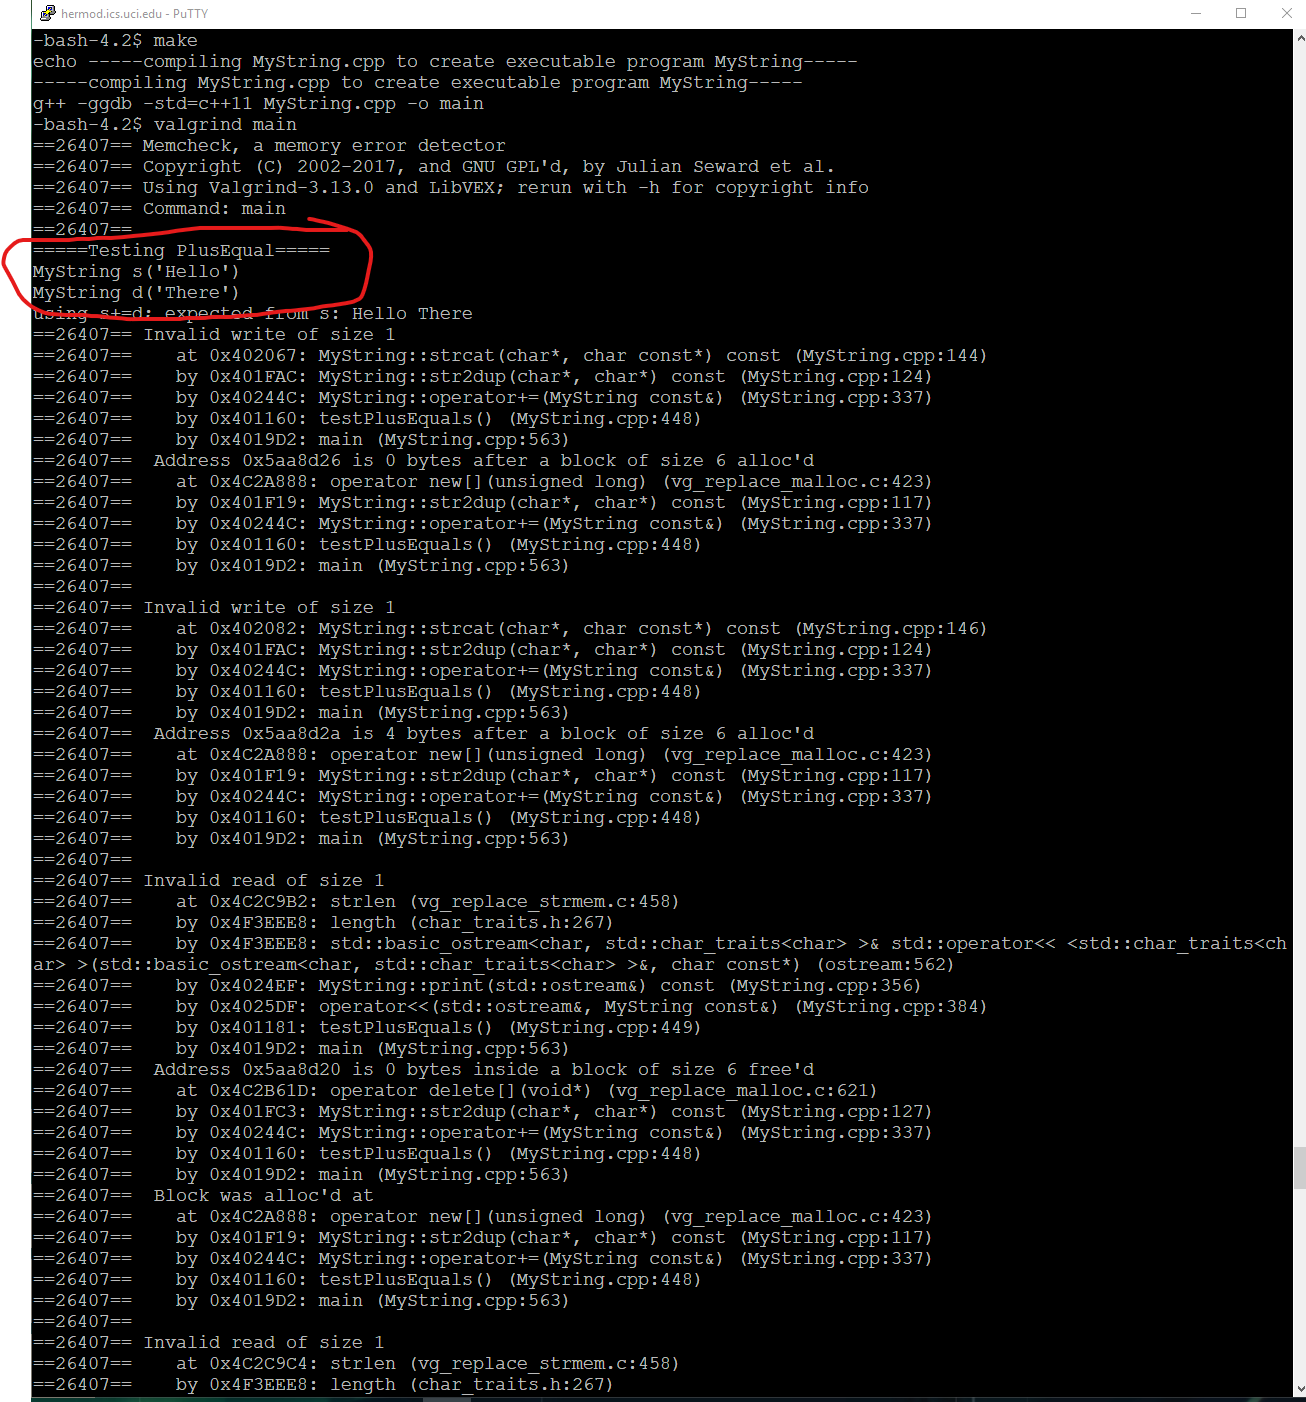 hermod.ics.uci.edu - PuTTY
-bash-4.2$ make
echo -----compiling MyString.cpp to create executable program MyString-----
-----compiling MyString.cpp to create executable program MyString-----
g++ -ggdb -std=c++11 MyString.cpp -o main
-bash-4.2$ valgrind main
==26407== Memcheck, a memory error detector
==26407== Copyright (C) 2002-2017, and GNU GPL'd, by Julian Seward et al.
==26407== Using Valgrind-3.13.0 and LibVEX; rerun with -h for copyright info
==26407== Command: main
==26407==
=====Testing PlusEqual=====
MyString s('Hello')
MyString d('There')
using s+=d; expected from s: Hello There
==26407== Invalid write of size 1
==26407==    at 0x402067: MyString::strcat(char*, char const*) const (MyString.cpp:144)
==26407==    by 0x401FAC: MyString::str2dup(char*, char*) const (MyString.cpp:124)
==26407==    by 0x40244C: MyString::operator+=(MyString const&) (MyString.cpp:337)
==26407==    by 0x401160: testPlusEquals() (MyString.cpp:448)
==26407==    by 0x4019D2: main (MyString.cpp:563)
==26407==  Address 0x5aa8d26 is 0 bytes after a block of size 6 alloc'd
==26407==    at 0x4C2A888: operator new[](unsigned long) (vg_replace_malloc.c:423)
==26407==    by 0x401F19: MyString::str2dup(char*, char*) const (MyString.cpp:117)
==26407==    by 0x40244C: MyString::operator+=(MyString const&) (MyString.cpp:337)
==26407==    by 0x401160: testPlusEquals() (MyString.cpp:448)
==26407==    by 0x4019D2: main (MyString.cpp:563)
==26407==
==26407== Invalid write of size 1
==26407==    at 0x402082: MyString::strcat(char*, char const*) const (MyString.cpp:146)
==26407==    by 0x401FAC: MyString::str2dup(char*, char*) const (MyString.cpp:124)
==26407==    by 0x40244C: MyString::operator+=(MyString const&) (MyString.cpp:337)
==26407==    by 0x401160: testPlusEquals() (MyString.cpp:448)
==26407==    by 0x4019D2: main (MyString.cpp:563)
==26407==  Address 0x5aa8d2a is 4 bytes after a block of size 6 alloc'd
==26407==    at 0x4C2A888: operator new[](unsigned long) (vg_replace_malloc.c:423)
==26407==    by 0x401F19: MyString::str2dup(char*, char*) const (MyString.cpp:117)
==26407==    by 0x40244C: MyString::operator+=(MyString const&) (MyString.cpp:337)
==26407==    by 0x401160: testPlusEquals() (MyString.cpp:448)
==26407==    by 0x4019D2: main (MyString.cpp:563)
==26407==
==26407== Invalid read of size 1
==26407==    at 0x4C2C9B2: strlen (vg_replace_strmem.c:458)
==26407==    by 0x4F3EEE8: length (char_traits.h:267)
==26407==    by 0x4F3EEE8: std::basic_ostream<char, std::char_traits<char> >& std::operator<< <std::char_traits<ch
ar> >(std::basic_ostream<char, std::char_traits<char> >&, char const*) (ostream:562)
==26407==    by 0x4024EF: MyString::print(std::ostream&) const (MyString.cpp:356)
==26407==    by 0x4025DF: operator<<(std::ostream&, MyString const&) (MyString.cpp:384)
==26407==    by 0x401181: testPlusEquals() (MyString.cpp:449)
==26407==    by 0x4019D2: main (MyString.cpp:563)
==26407==  Address 0x5aa8d20 is 0 bytes inside a block of size 6 free'd
==26407==    at 0x4C2B61D: operator delete[](void*) (vg_replace_malloc.c:621)
==26407==    by 0x401FC3: MyString::str2dup(char*, char*) const (MyString.cpp:127)
==26407==    by 0x40244C: MyString::operator+=(MyString const&) (MyString.cpp:337)
==26407==    by 0x401160: testPlusEquals() (MyString.cpp:448)
==26407==    by 0x4019D2: main (MyString.cpp:563)
==26407==  Block was alloc'd at
==26407==    at 0x4C2A888: operator new[](unsigned long) (vg_replace_malloc.c:423)
==26407==    by 0x401F19: MyString::str2dup(char*, char*) const (MyString.cpp:117)
==26407==    by 0x40244C: MyString::operator+=(MyString const&) (MyString.cpp:337)
==26407==    by 0x401160: testPlusEquals() (MyString.cpp:448)
==26407==    by 0x4019D2: main (MyString.cpp:563)
==26407==
==26407== Invalid read of size 1
==26407==    at 0x4C2C9C4: strlen (vg_replace_strmem.c:458)
==26407==    by 0x4F3EEE8: length (char_traits.h:267)